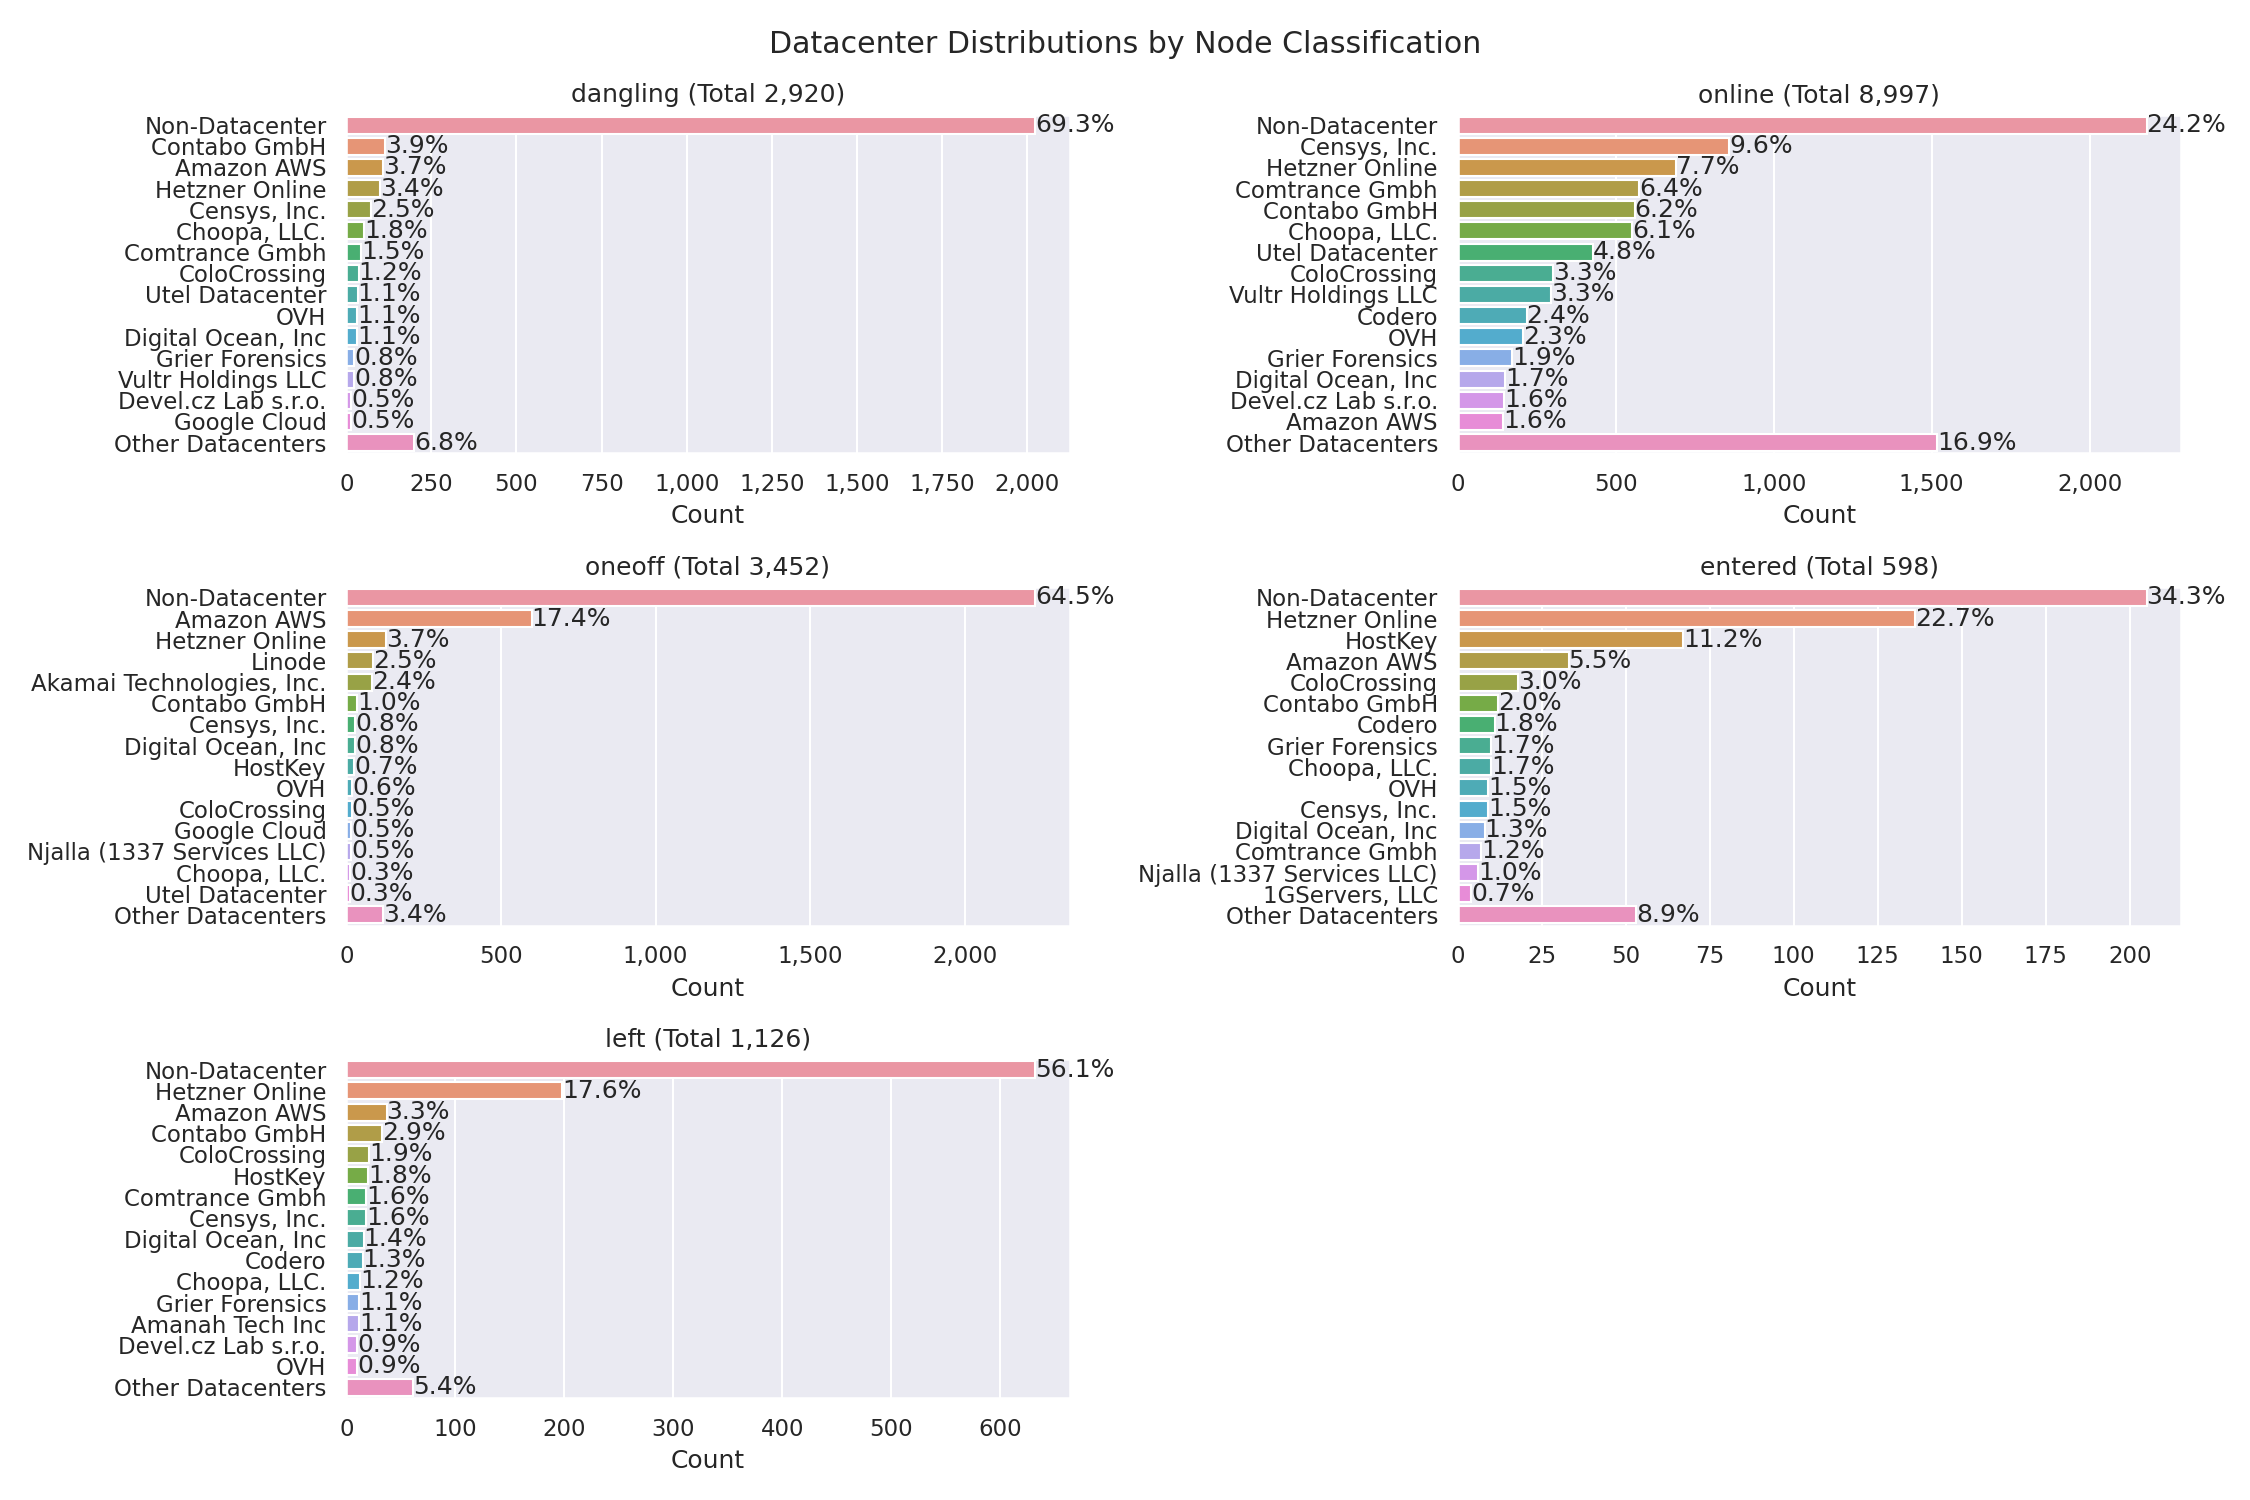 Datacenter Distributions by Node Classification
dangling (Total 2,920)
Non-Datacenter 69.3%
Contabo GmbH 3.9%
Amazon AWS 3.7%
Hetzner Online 3.4%
Censys, Inc. 2.5%
Choopa, LLC. 1.8%
Comtrance Gmbh 1.5%
ColoCrossing 1.2%
Utel Datacenter 1.1%
OVH 1.1%
Digital Ocean, Inc 1.1%
Grier Forensics 0.8%
Vultr Holdings LLC 0.8%
Devel.cz Lab s.r.o. 0.5%
Google Cloud 0.5%
Other Datacenters 6.8%
0 250 500 750 1,000 1,250 1,500 1,750 2,000
Count
online (Total 8,997)
Non-Datacenter 24.2%
Censys, Inc. 9.6%
Hetzner Online 7.7%
Comtrance Gmbh 6.4%
Contabo GmbH 6.2%
Choopa, LLC. 6.1%
Utel Datacenter 4.8%
ColoCrossing 3.3%
Vultr Holdings LLC 3.3%
Codero 2.4%
OVH 2.3%
Grier Forensics 1.9%
Digital Ocean, Inc 1.7%
Devel.cz Lab s.r.o. 1.6%
Amazon AWS 1.6%
Other Datacenters 16.9%
0 500 1,000 1,500 2,000
Count
oneoff (Total 3,452)
Non-Datacenter 64.5%
Amazon AWS 17.4%
Hetzner Online 3.7%
Linode 2.5%
Akamai Technologies, Inc. 2.4%
Contabo GmbH 1.0%
Censys, Inc. 0.8%
Digital Ocean, Inc 0.8%
HostKey 0.7%
OVH 0.6%
ColoCrossing 0.5%
Google Cloud 0.5%
Njalla (1337 Services LLC) 0.5%
Choopa, LLC. 0.3%
Utel Datacenter 0.3%
Other Datacenters 3.4%
0 500 1,000 1,500 2,000
Count
entered (Total 598)
Non-Datacenter 34.3%
Hetzner Online 22.7%
HostKey 11.2%
Amazon AWS 5.5%
ColoCrossing 3.0%
Contabo GmbH 2.0%
Codero 1.8%
Grier Forensics 1.7%
Choopa, LLC. 1.7%
OVH 1.5%
Censys, Inc. 1.5%
Digital Ocean, Inc 1.3%
Comtrance Gmbh 1.2%
Njalla (1337 Services LLC) 1.0%
1GServers, LLC 0.7%
Other Datacenters 8.9%
0 25 50 75 100 125 150 175 200
Count
left (Total 1,126)
Non-Datacenter 56.1%
Hetzner Online 17.6%
Amazon AWS 3.3%
Contabo GmbH 2.9%
ColoCrossing 1.9%
HostKey 1.8%
Comtrance Gmbh 1.6%
Censys, Inc. 1.6%
Digital Ocean, Inc 1.4%
Codero 1.3%
Choopa, LLC. 1.2%
Grier Forensics 1.1%
Amanah Tech Inc 1.1%
Devel.cz Lab s.r.o. 0.9%
OVH 0.9%
Other Datacenters 5.4%
0 100 200 300 400 500 600
Count